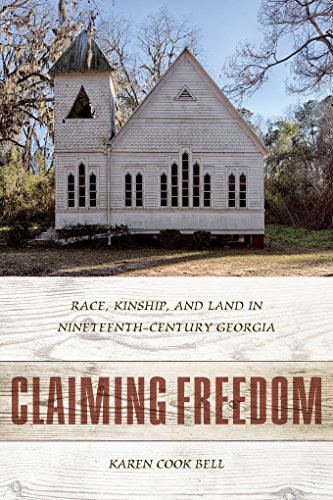 RACE, KINSHIP, AND LAND IN
NINETEENTH-CENTURY GEORGIA
CLAIMING FREEDOM
KAREN COOK BELL